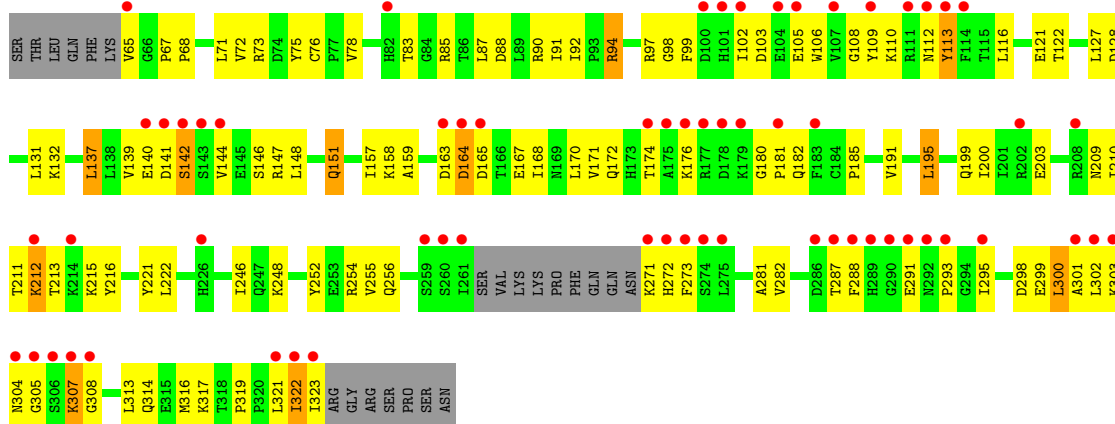 SER THR LEU GLN PHE LYS V65 G66 P67 P68 L71 V72 R73 D74 Y75 C76 P77 V78 H82 T83 G84 R85 T86 L87 D88 L89 R90 I91 I92 P93 R94 R97 G98 F99 D100 H101 I102 D103 E104 E105 W106 V107 G108 Y109 K110 R111 N112 Y113 F114 T115 L116 E121 T122 L127 D128
L131 K132 L137 L138 V139 E140 D141 S142 S143 V144 E145 S146 R147 L148 Q151 I157 K158 A159 D163 D164 D165 T166 E167 I168 N169 L170 V171 Q172 H173 T174 A175 K176 R177 D178 K179 G180 P181 Q182 F183 C184 P185 V191 L195 Q199 I200 I201 R202 E203 R208 N209 I210
T211 K212 T213 K214 K215 Y216 Y221 L222 H226 I246 Q247 K248 Y252 E253 R254 V255 Q256 S259 S260 I261 SER VAL LYS LYS PRO PHE GLN GLN ASN K271 H272 F273 S274 L275 A281 V282 D286 T287 F288 H289 G290 E291 N292 P293 G294 I295 D298 E299 L300 A301 L302 K303
N304 G305 S306 K307 G308 L313 Q314 E315 M316 K317 T318 P319 P320 L321 I322 I323 ARG GLY ARG SER PRO SER ASN